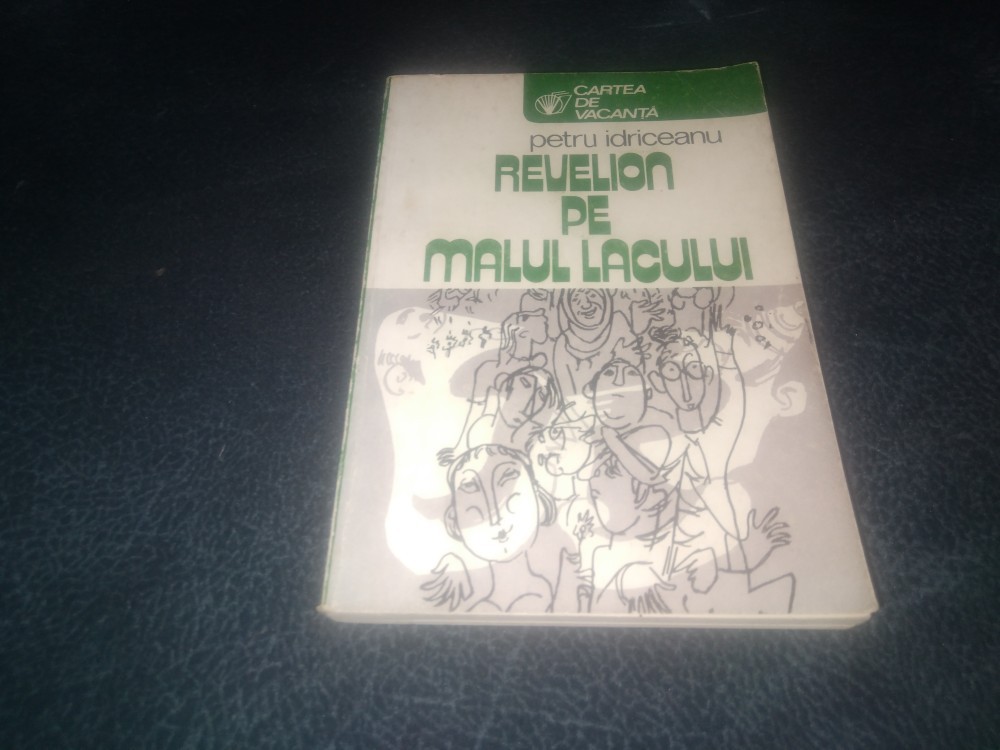 CARTEA
DE
VACANȚĂ
petru idriceanu
REVELION
PE
MALUL LACULUI